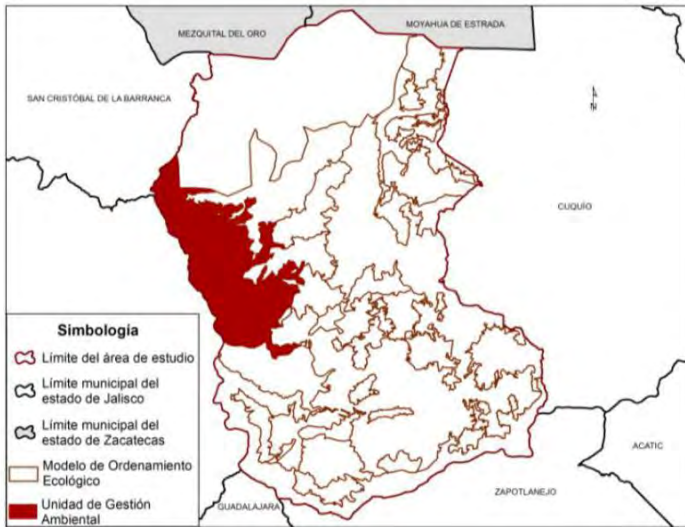 MEZQUITAL DEL ORO
MOYAHUA DE ESTRADA
SAN CRISTÓBAL DE LA BARRANCA
N
CUQUÍO
Simbología
Límite del área de estudio
Límite municipal del
estado de Jalisco
Límite municipal del
estado de Zacatecas
Modelo de Ordenamiento
Ecológico
Unidad de Gestión
Ambiental
ACATIC
ZAPOTLANEJO
GUADALAJARA